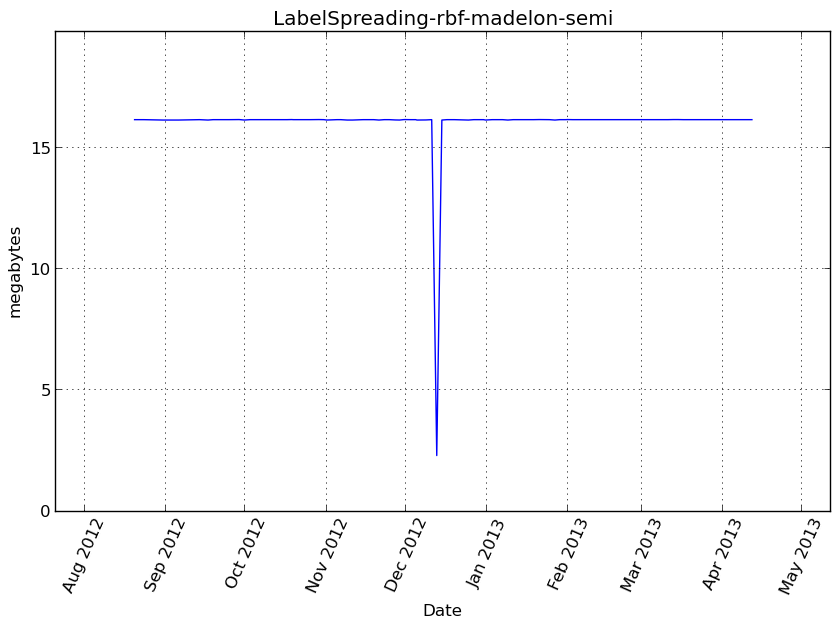 LabelSpreading-rbf-madelon-semi
megabytes
15
10
5
0
Aug 2012
Sep 2012
Oct 2012
Nov 2012
Dec 2012
Jan 2013
Feb 2013
Mar 2013
Apr 2013
May 2013
Date